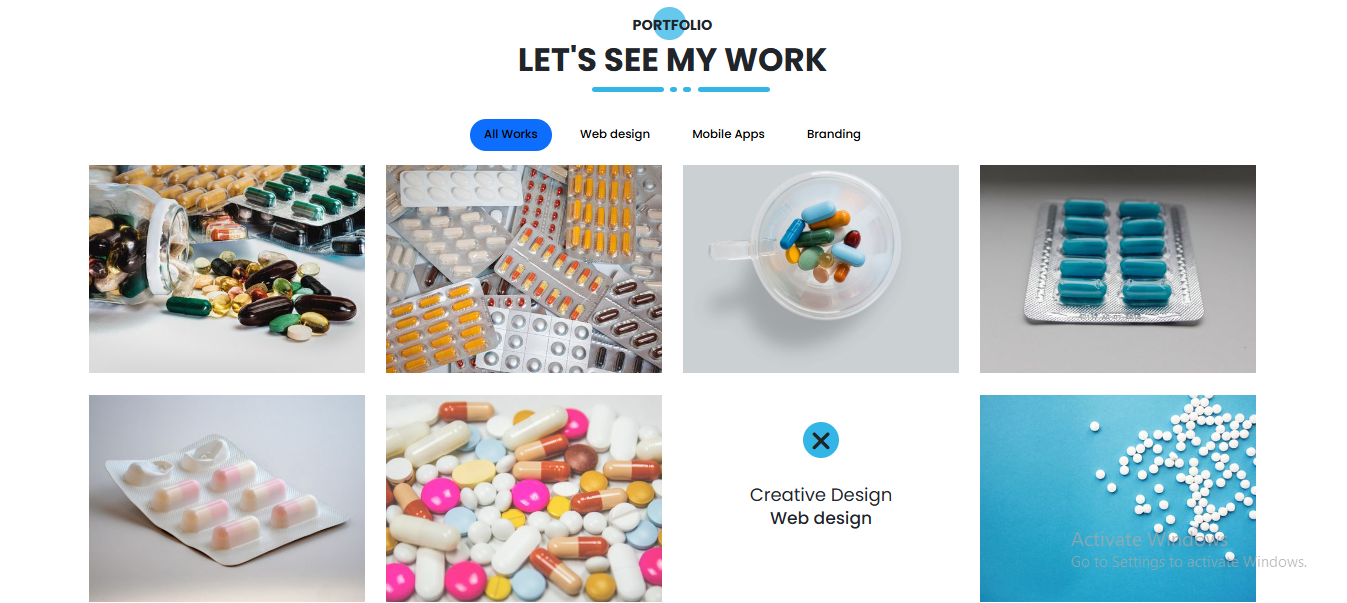 PORTFOLIO
LET'S SEE MY WORK
All Works
Web design
Mobile Apps
Branding
Creative Design
Web design
Activate Windows
Go to Settings to activate Windows.